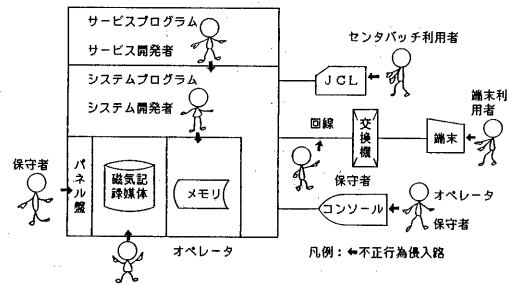 サービスプログラム
サービス開発者
センタバッチ利用者
システムプログラム
システム開発者
JCL
端末利
用者
回線
交換機
端末
保守者
パネル盤
磁気記
録媒体
メモリ
保守者
オペレータ
コンソール
保守者
オペレータ
凡例：←不正行為侵入路